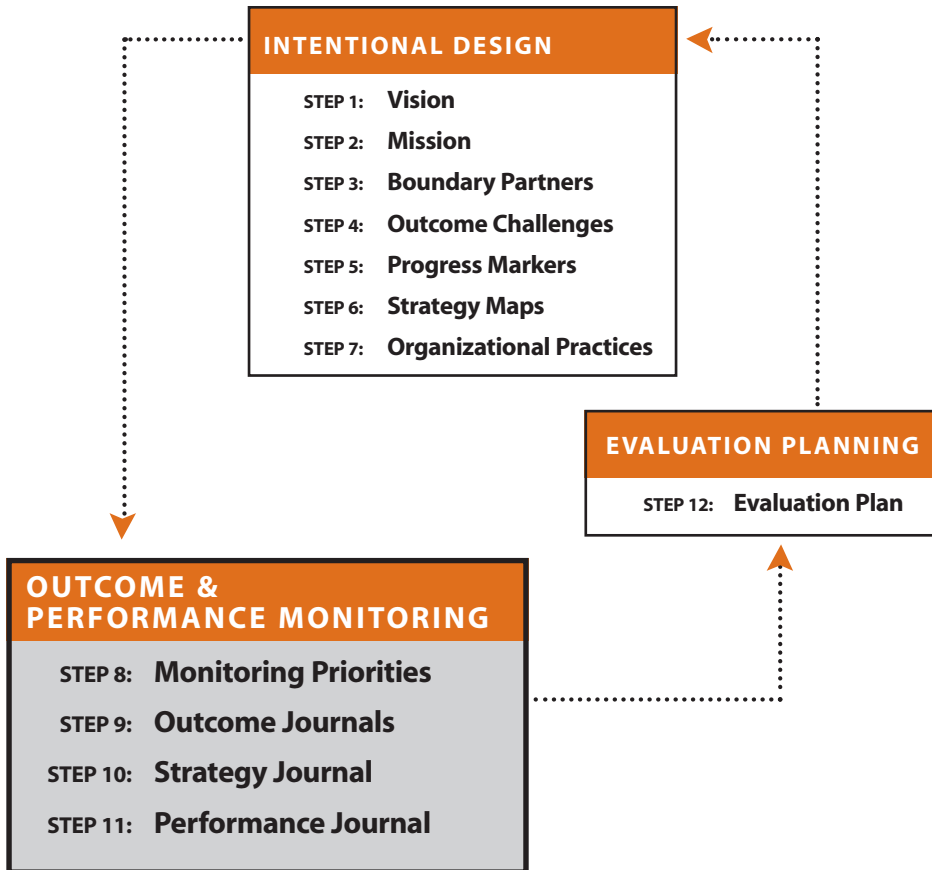 INTENTIONAL DESIGN
STEP 1: Vision
STEP 2: Mission
STEP 3: Boundary Partners
STEP 4: Outcome Challenges
STEP 5: Progress Markers
STEP 6: Strategy Maps
STEP 7: Organizational Practices
EVALUATION PLANNING
STEP 12: Evaluation Plan
OUTCOME &
PERFORMANCE MONITORING
STEP 8: Monitoring Priorities
STEP 9: Outcome Journals
STEP 10: Strategy Journal
STEP 11: Performance Journal